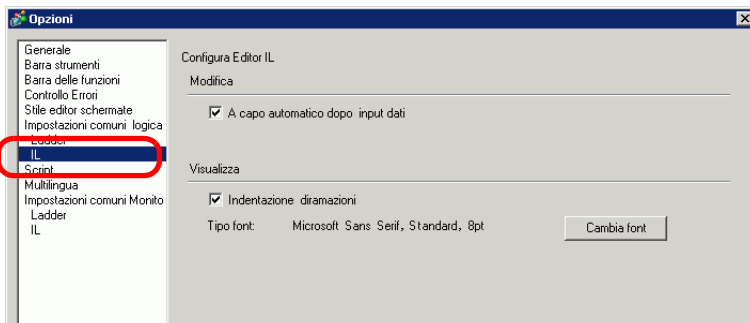 Opzioni
Generale
Barra strumenti
Barra delle funzioni
Controllo Errori
Stile editor schermate
Impostazioni comuni logica
Ladder
IL
Script
Multilingua
Impostazioni comuni Monito
Ladder
IL
Configura Editor IL
Modifica
A capo automatico dopo input dati
Visualizza
Indentazione diramazioni
Tipo font: Microsoft Sans Serif, Standard, 8pt
Cambia font